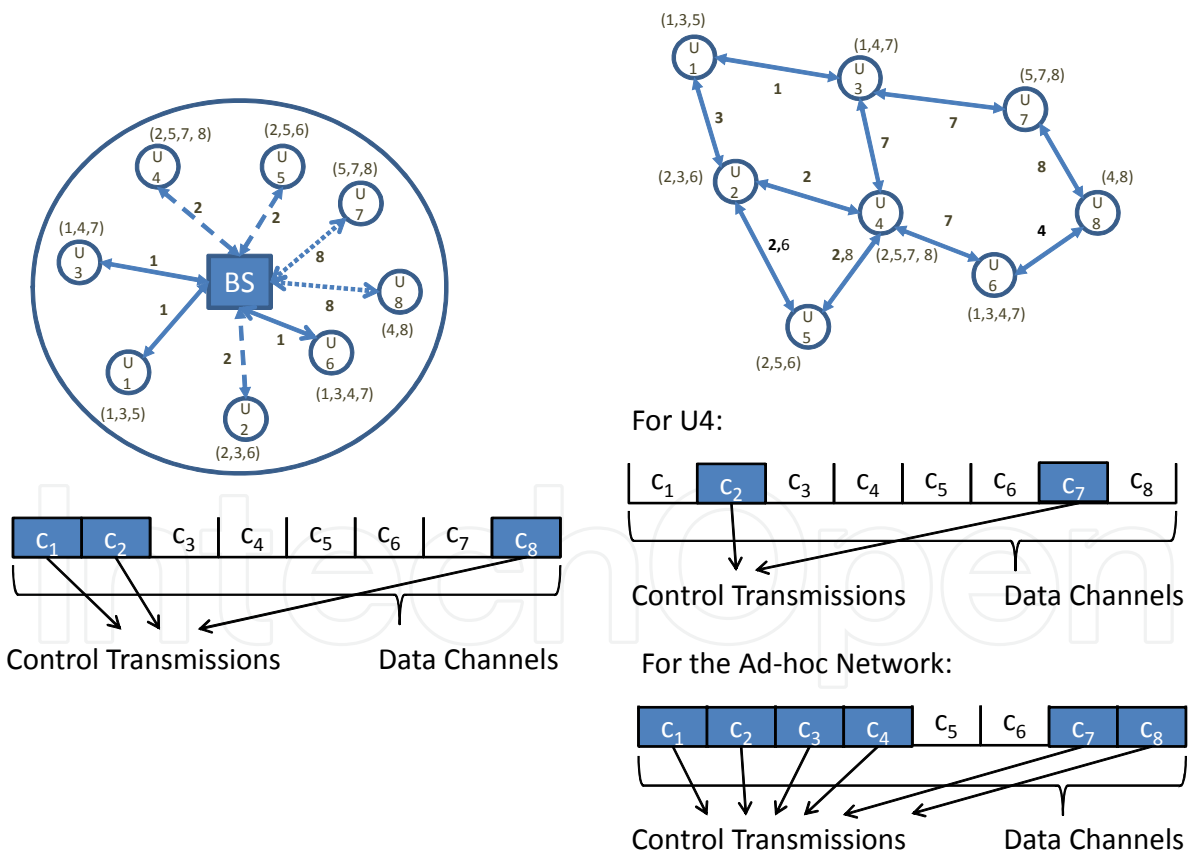 (2,5,7, 8)
U
4
(2,5,6)
U
5
(5,7,8)
U
7
2
2
8
(1,4,7)
U
3
1
BS
8
U
8
(4,8)
1
1
2
U
1
(1,3,5)
U
6
(1,3,4,7)
U
2
(2,3,6)
c1 c2 c3 c4 c5 c6 c7 c8
Control Transmissions Data Channels
(1,3,5)
U
1
1
(1,4,7)
U
3
(5,7,8)
U
7
3
7
7
8
(2,3,6)
U
2
2
U
4
(2,5,7, 8)
7
(4,8)
U
8
2,6
2,8
4
U
6
(1,3,4,7)
U
5
(2,5,6)
For U4:
c1 c2 c3 c4 c5 c6 c7 c8
Control Transmissions Data Channels
For the Ad-hoc Network:
c1 c2 c3 c4 c5 c6 c7 c8
Control Transmissions Data Channels
IntechOpen